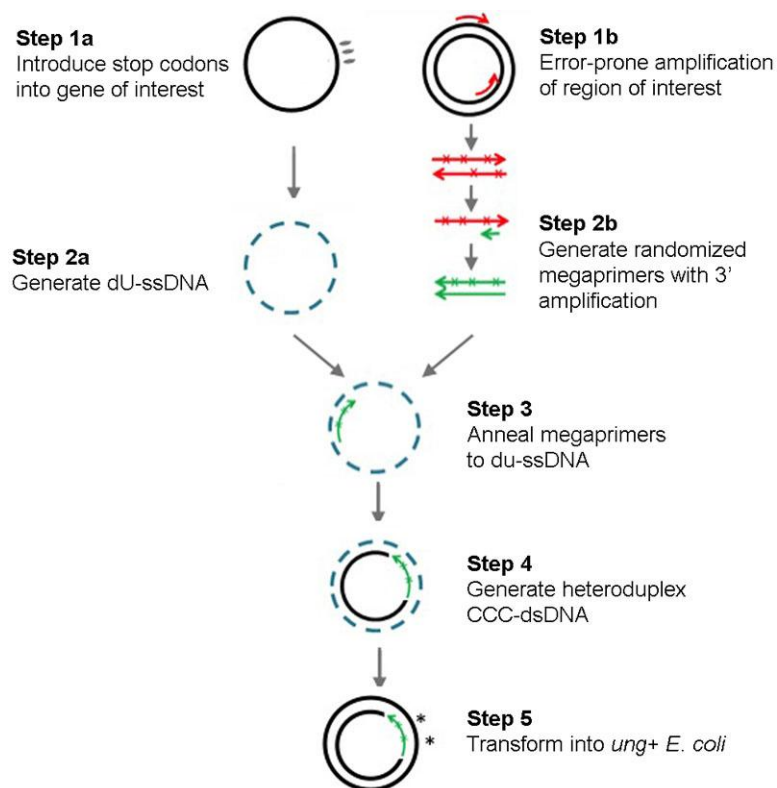 Step 1a
Introduce stop codons
into gene of interest
Step 1b
Error-prone amplification
of region of interest
Step 2a
Generate dU-ssDNA
Step 2b
Generate randomized
megaprimers with 3’
amplification
Step 3
Anneal megaprimers
to du-ssDNA
Step 4
Generate heteroduplex
CCC-dsDNA
* 
*
Step 5
Transform into ung+ E. coli